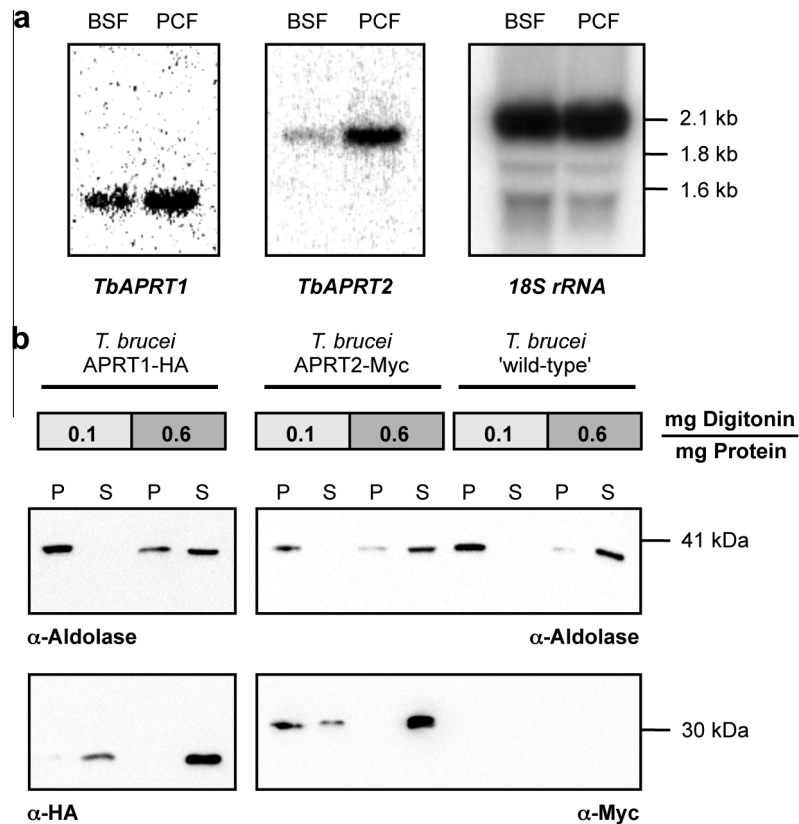 a
BSF PCF BSF PCF BSF PCF
2.1 kb
1.8 kb
1.6 kb
TbAPRT1 TbAPRT2 18S rRNA
b
T. brucei T. brucei T. brucei
APRT1-HA APRT2-Myc 'wild-type'
0.1 0.6 0.1 0.6 0.1 0.6 mg Digitonin
mg Protein
P S P S P S P S P S P S
41 kDa
α-Aldolase α-Aldolase
30 kDa
α-HA α-Myc